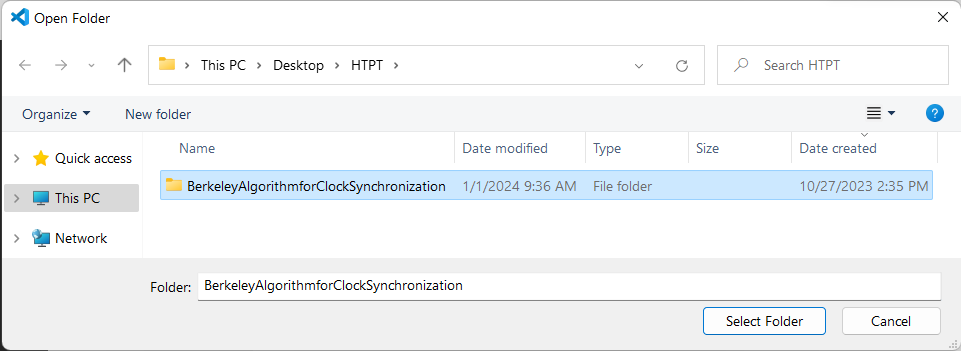 Open Folder
This PC Desktop HTPT Search HTPT
Organize New folder
Name Date modified Type Size Date created
Quick access
BerkeleyAlgorithmforClockSynchronization 1/1/2024 9:36 AM File folder 10/27/2023 2:35 PM
This PC
Network
Folder: BerkeleyAlgorithmforClockSynchronization
Select Folder Cancel